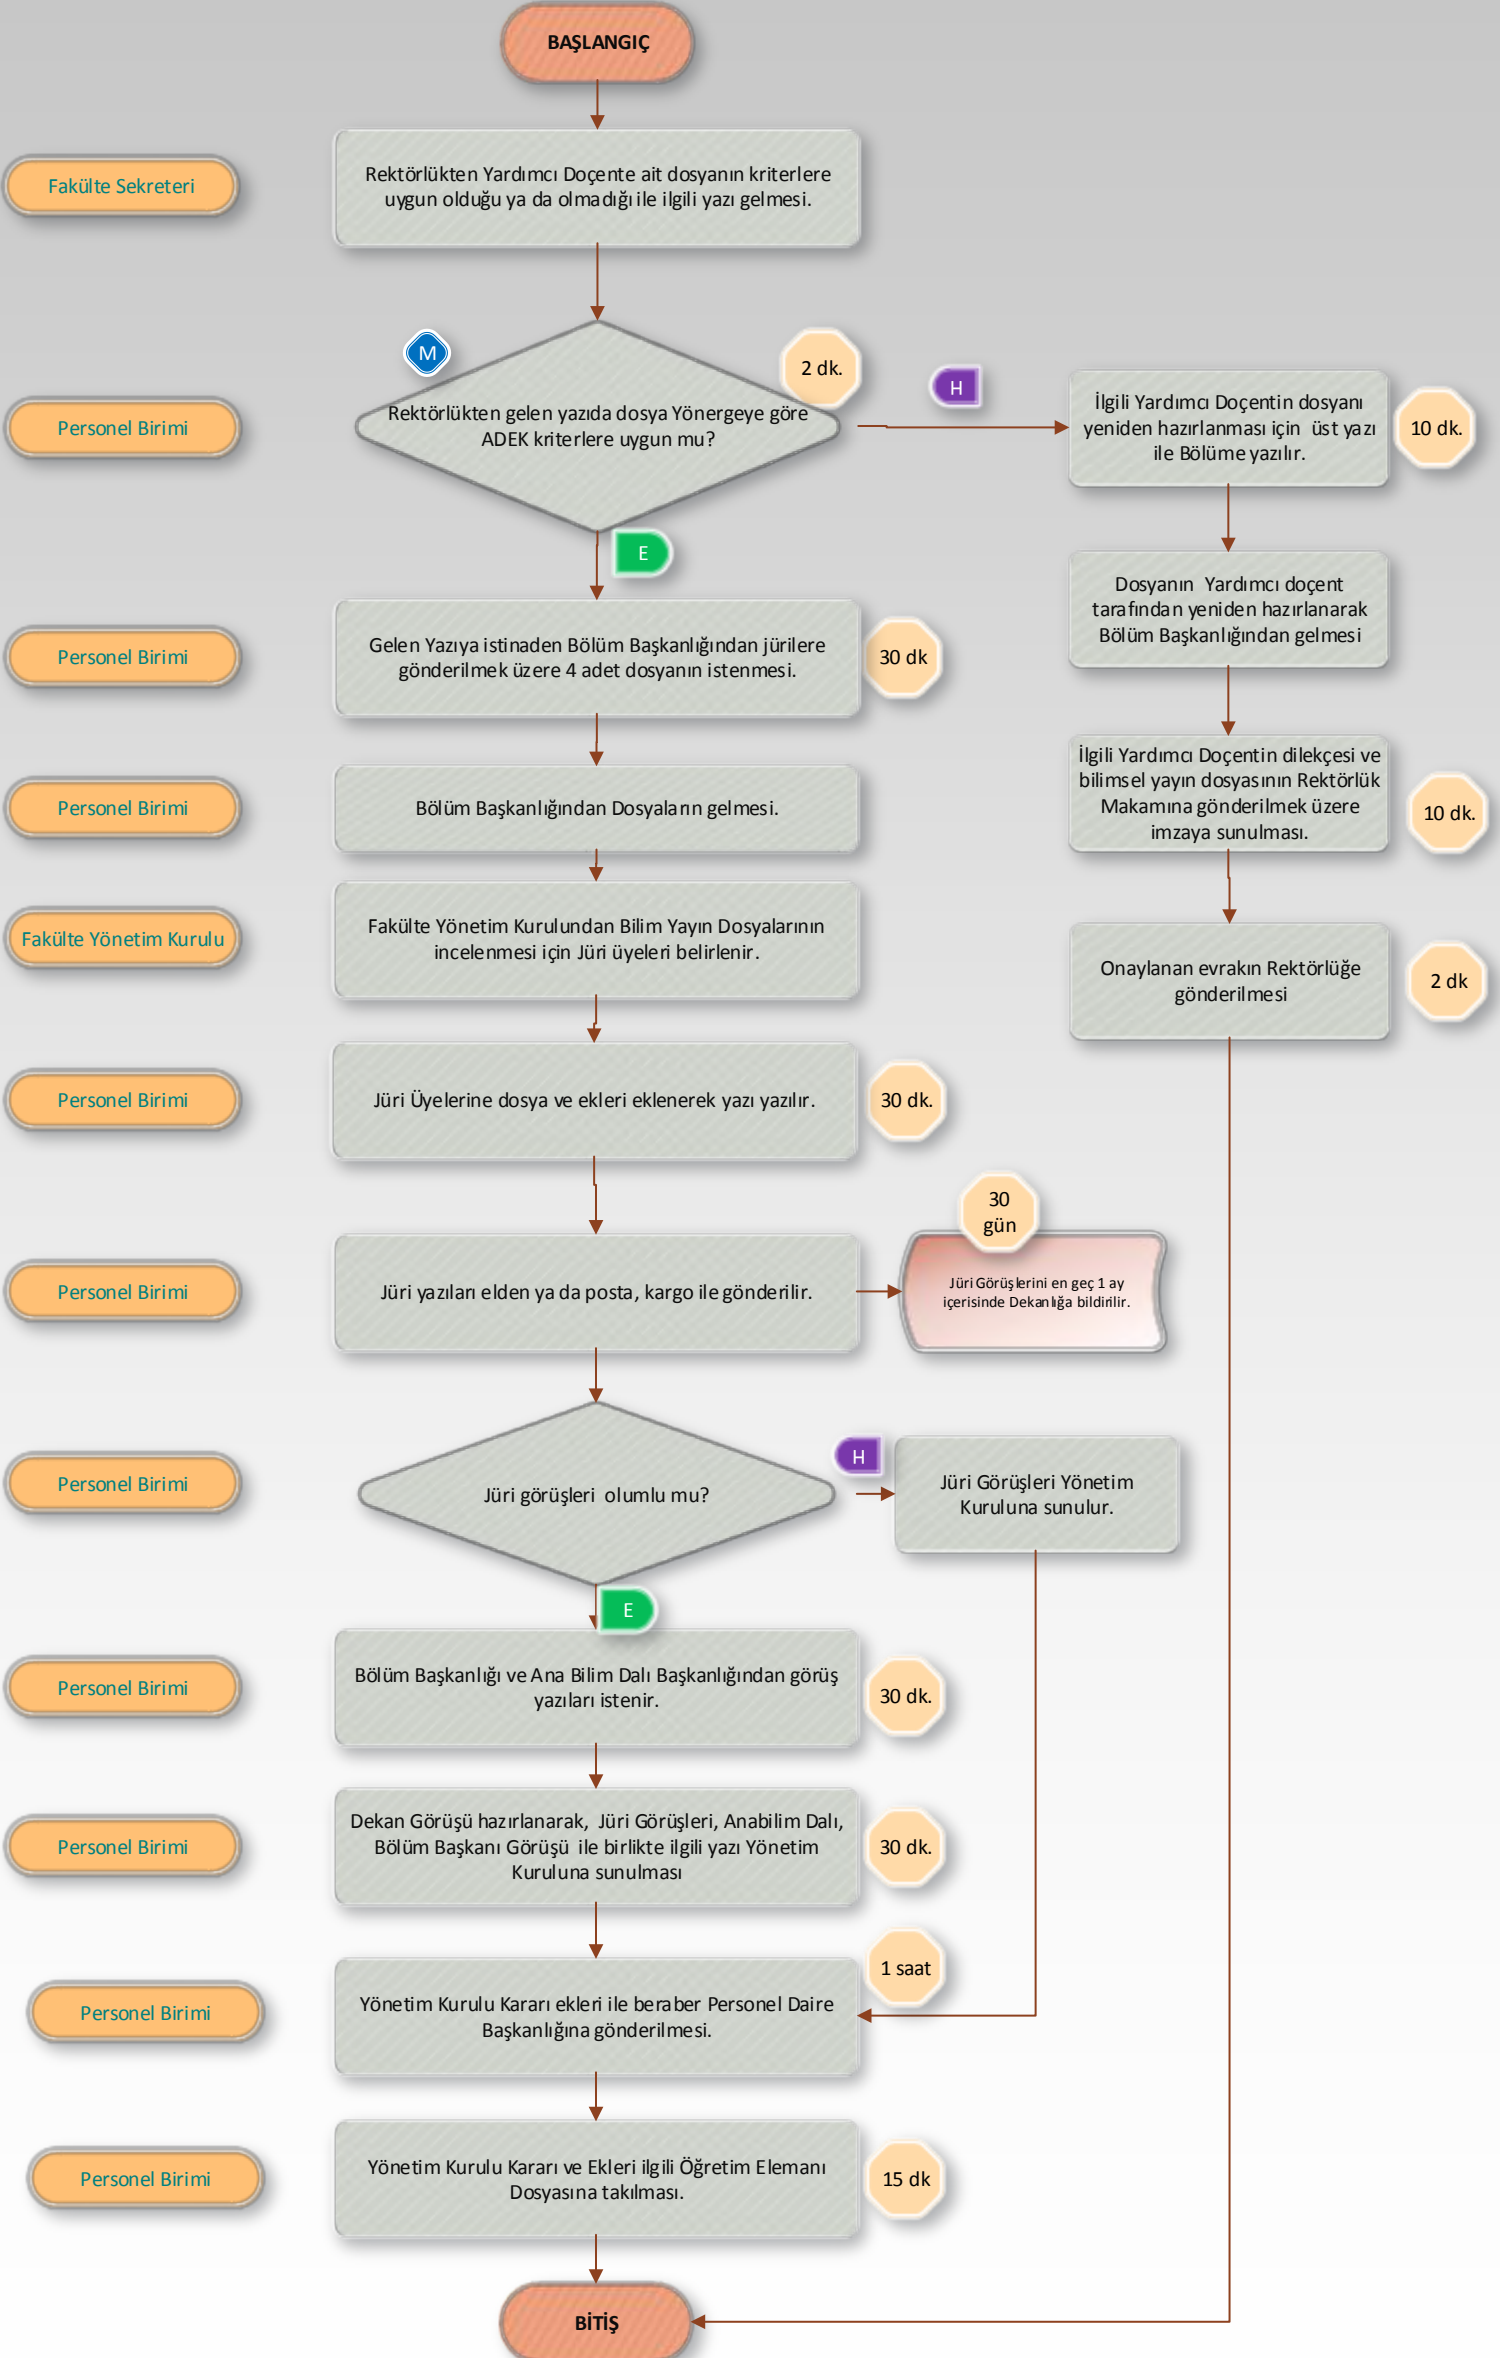 BAŞLANGIÇ
Fakülte Sekreteri
Rektörlükten Yardımcı Doçente ait dosyanın kriterlere
uygun olduğu ya da olmadığı ile ilgili yazı gelmesi.
M
2 dk.
H
Personel Birimi
Rektörlükten gelen yazıda dosya Yönergeye göre
ADEK kriterlere uygun mu?
İlgili Yardımcı Doçentin dosyanı
yeniden hazırlanması için üst yazı
ile Bölüme yazılır.
10 dk.
E
Dosyanın Yardımcı doçent
tarafından yeniden hazırlanarak
Bölüm Başkanlığından gelmesi
Personel Birimi
Gelen Yazıya istinaden Bölüm Başkanlığından jürilere
gönderilmek üzere 4 adet dosyanın istenmesi.
30 dk
Personel Birimi
Bölüm Başkanlığından Dosyaların gelmesi.
İlgili Yardımcı Doçentin dilekçesi ve
bilimsel yayın dosyasının Rektörlük
Makamına gönderilmek üzere
imzaya sunulması.
10 dk.
Fakülte Yönetim Kurulu
Fakülte Yönetim Kurulundan Bilim Yayın Dosyalarının
incelenmesi için Jüri üyeleri belirlenir.
Onaylanan evrakın Rektörlüğe
gönderilmesi
2 dk
Personel Birimi
Jüri Üyelerine dosya ve ekleri eklenerek yazı yazılır.
30 dk.
30
gün
Personel Birimi
Jüri yazıları elden ya da posta, kargo ile gönderilir.
Jüri Görüşlerini en geç 1 ay
içerisinde Dekanlığa bildirilir.
Personel Birimi
Jüri görüşleri olumlu mu?
H
Jüri Görüşleri Yönetim
Kuruluna sunulur.
E
Personel Birimi
Bölüm Başkanlığı ve Ana Bilim Dalı Başkanlığından görüş
yazıları istenir.
30 dk.
Personel Birimi
Dekan Görüşü hazırlanarak, Jüri Görüşleri, Anabilim Dalı,
Bölüm Başkanı Görüşü ile birlikte ilgili yazı Yönetim
Kuruluna sunulması
30 dk.
1 saat
Personel Birimi
Yönetim Kurulu Kararı ekleri ile beraber Personel Daire
Başkanlığına gönderilmesi.
Personel Birimi
Yönetim Kurulu Kararı ve Ekleri ilgili Öğretim Elemanı
Dosyasına takılması.
15 dk
BİTİŞ